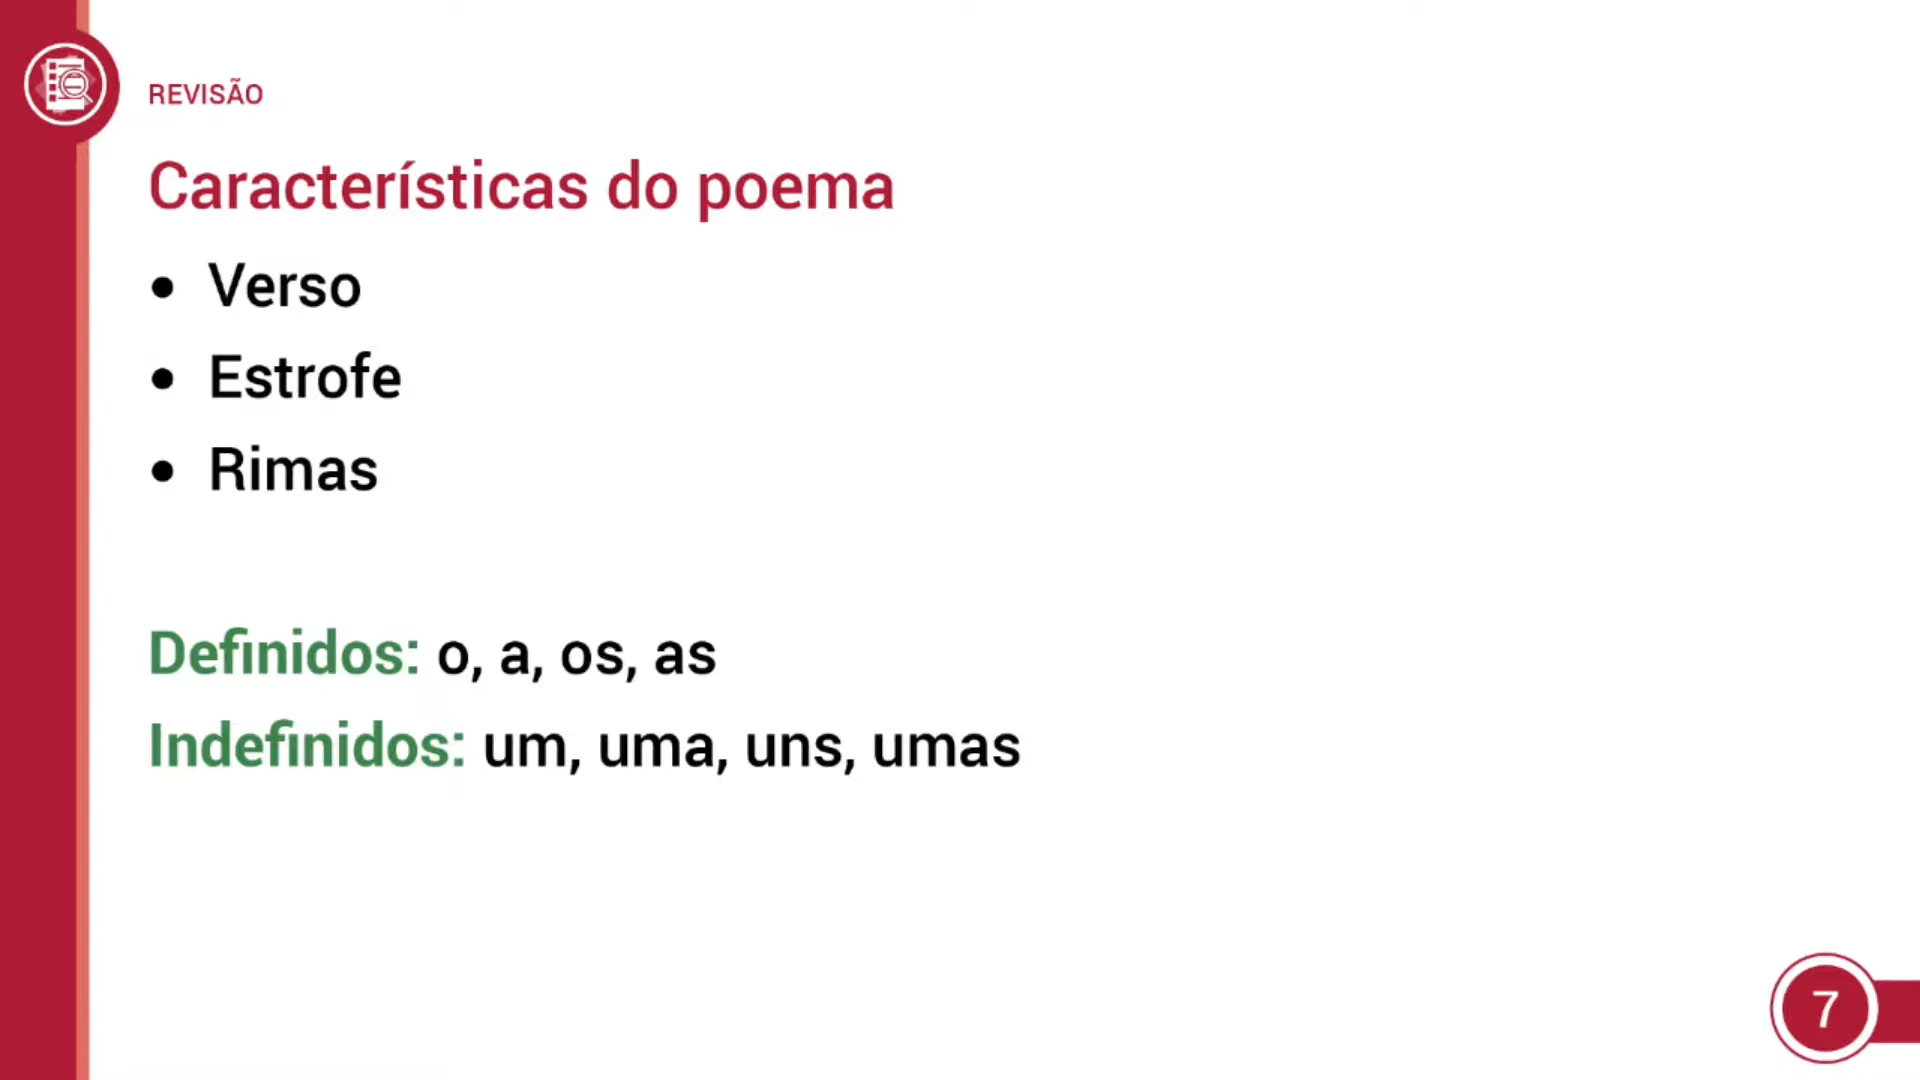 REVISÃO
Características do poema
• Verso
• Estrofe
• Rimas
Definidos: o, a, os, as
Indefinidos: um, uma, uns, umas
7